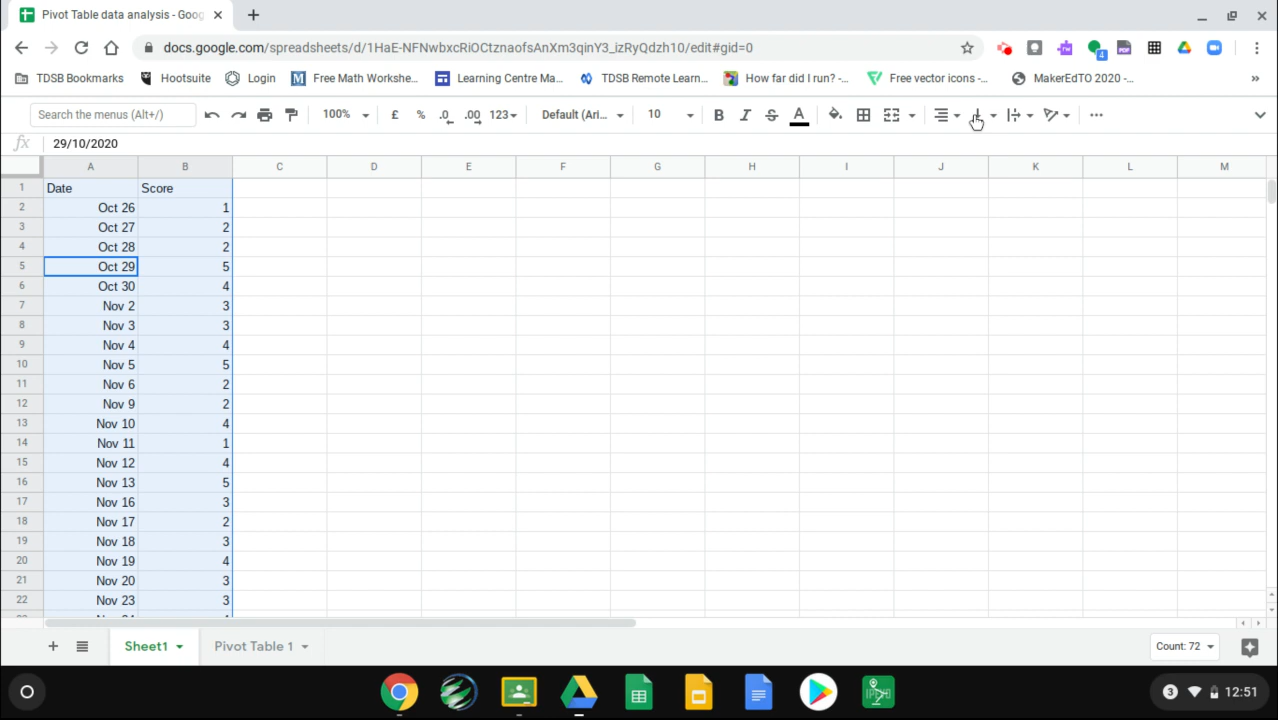 Pivot Table data analysis - Goog
docs.google.com/spreadsheets/d/1HaE-NFNwbxcRiOCtznaofsAnXm3qinY3_izRyQdzh10/edit#gid=0
4
PDF
TDSB Bookmarks
Hootsuite
Login
M
Free Math Workshe...
Learning Centre Ma...
TDSB Remote Learn...
How far did I run? -...
Free vector icons -...
MakerEdTO 2020 -...
»
Search the menus (Alt+/)
100%
£
%
.0
.00
123
Default (Ari...
10
B
I
S
A
fx
29/10/2020
A B C D E F G H I J K L M
1 Date Score
2 Oct 26 1
3 Oct 27 2
4 Oct 28 2
5 Oct 29 5
6 Oct 30 4
7 Nov 2 3
8 Nov 3 3
9 Nov 4 4
10 Nov 5 5
11 Nov 6 2
12 Nov 9 2
13 Nov 10 4
14 Nov 11 1
15 Nov 12 4
16 Nov 13 5
17 Nov 16 3
18 Nov 17 2
19 Nov 18 3
20 Nov 19 4
21 Nov 20 3
22 Nov 23 3
Sheet1
Pivot Table 1
Count: 72
3
12:51